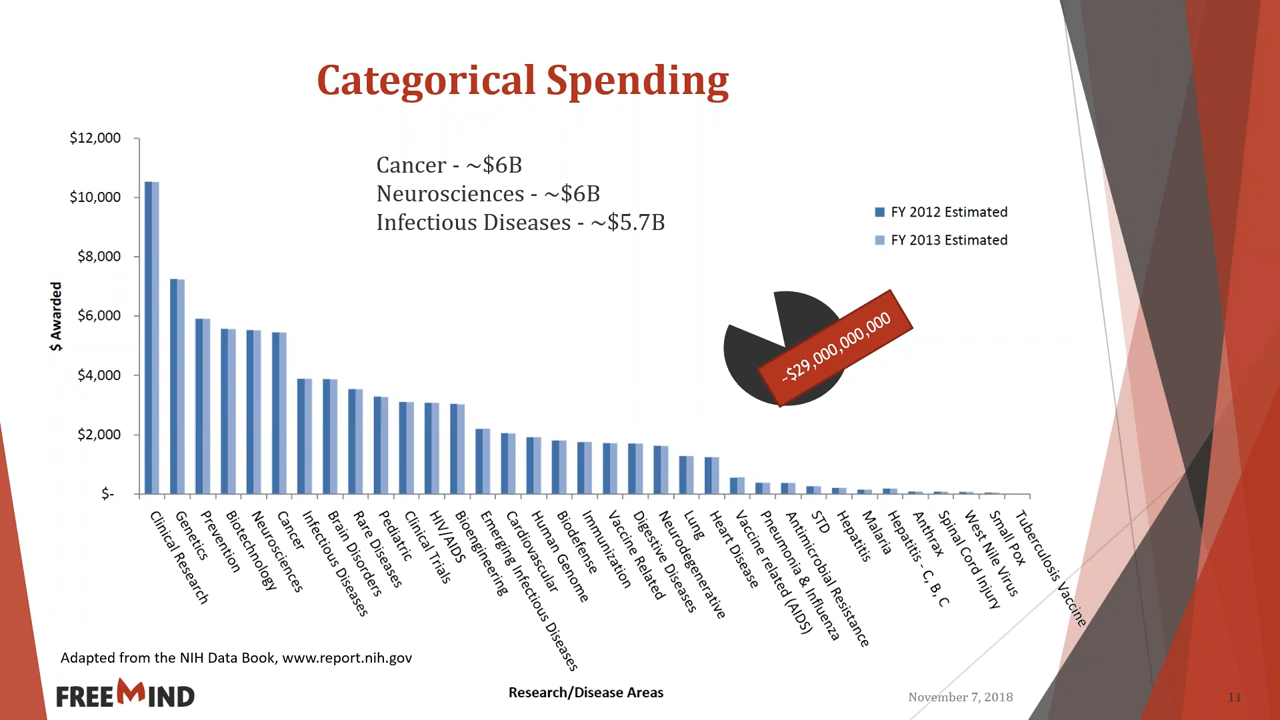 Categorical Spending
$12,000
$10,000
$8,000
$6,000
$4,000
$2,000
$-
$ Awarded
Cancer - ~$6B
Neurosciences - ~$6B
Infectious Diseases - ~$5.7B
FY 2012 Estimated
FY 2013 Estimated
~$29,000,000,000
Clinical Research
Genetics
Prevention
Biotechnology
Neurosciences
Cancer
Infectious Diseases
Brain Disorders
Rare Diseases
Pediatric
Clinical Trials
HIV/AIDS
Bioengineering
Emerging Infectious Diseases
Cardiovascular
Human Genome
Biodefense
Immunization
Vaccine Related
Digestive Diseases
Neurodegenerative
Lung
Heart Disease
Vaccine related (AIDS)
Pneumonia & Influenza
Antimicrobial Resistance
STD
Hepatitis
Malaria
Hepatitis - C, B, C
Anthrax
Spinal Cord Injury
West Nile Virus
Small Pox
Tuberculosis Vaccine
Adapted from the NIH Data Book, www.report.nih.gov
Research/Disease Areas
FREEMIND
November 7, 2018
11